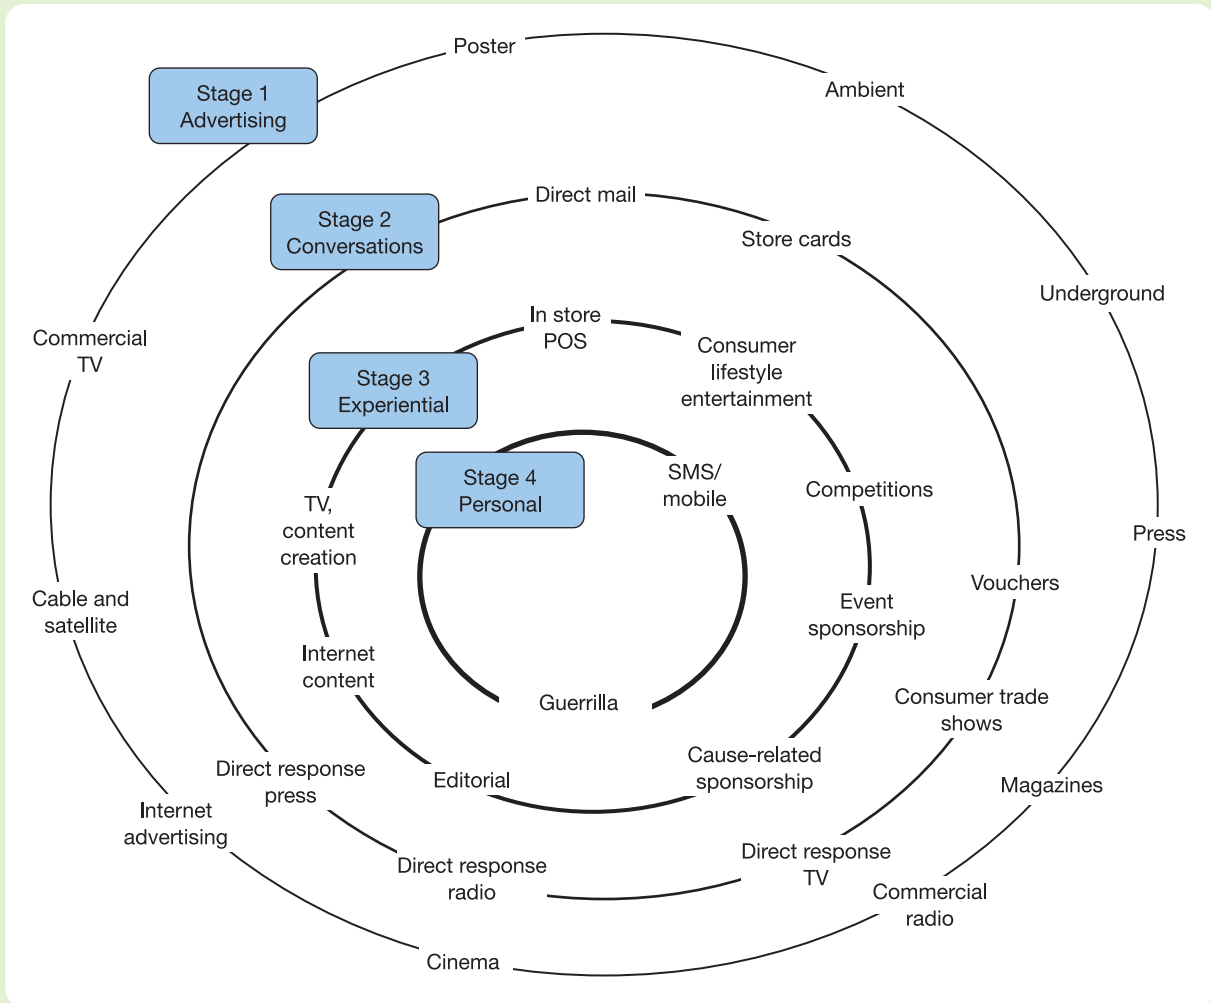 Poster
Ambient
Stage 1
Advertising
Direct mail
Stage 2
Conversations
Store cards
Underground
In store
POS
Commercial
TV
Consumer
lifestyle
entertainment
Stage 3
Experiential
SMS/
mobile
Stage 4
Personal
Competitions
TV,
content
creation
Press
Vouchers
Cable and
satellite
Event
sponsorship
Internet
content
Guerrilla
Consumer trade
shows
Cause-related
sponsorship
Direct response
press
Editorial
Magazines
Internet
advertising
Direct response
TV
Direct response
radio
Commercial
radio
Cinema